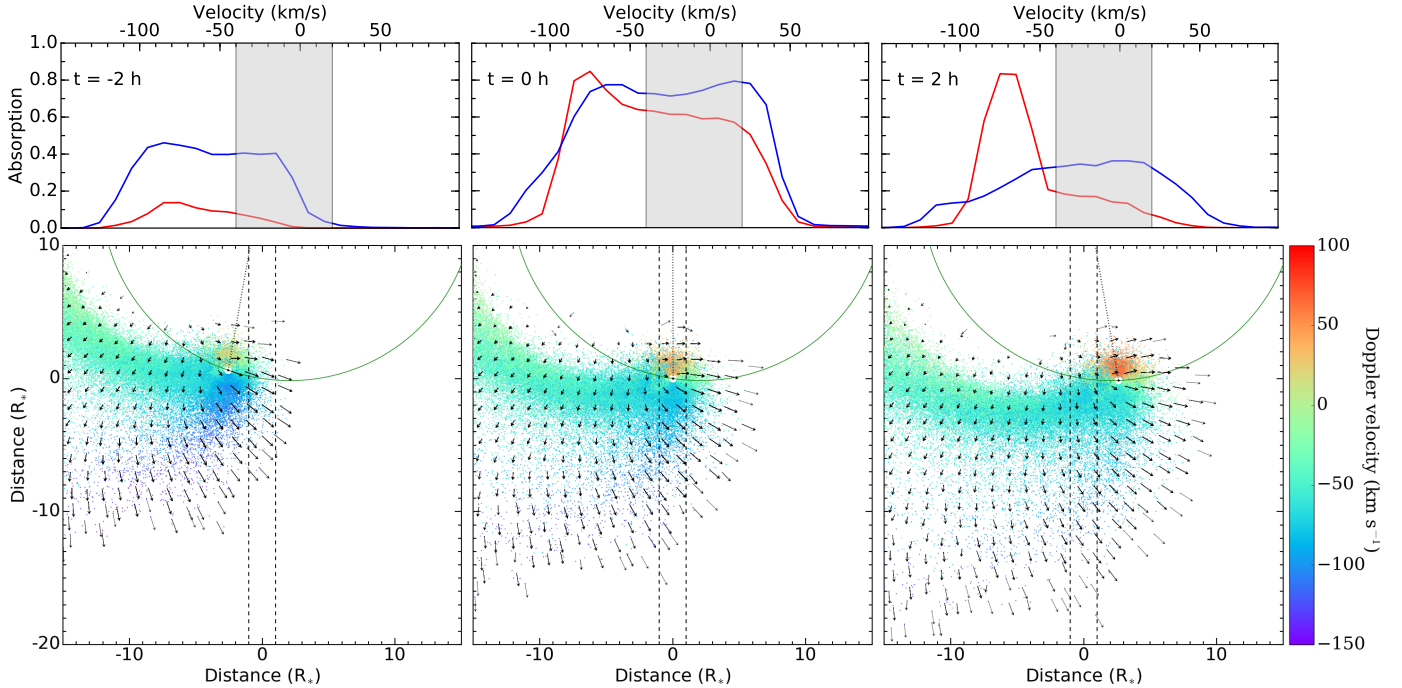 Velocity (km/s) Velocity (km/s) Velocity (km/s)
-100 -50 0 50 -100 -50 0 50 -100 -50 0 50
1.0
0.8
0.6
0.4
0.2
0.0
Absorption
t = -2 h
t = 0 h
t = 2 h
10
0
-10
-20
Distance (R*)
-10 0 10 -10 0 10 -10 0 10
Distance (R*) Distance (R*) Distance (R*)
100
50
0
−50
−100
−150
Doppler velocity (km s⁻¹)